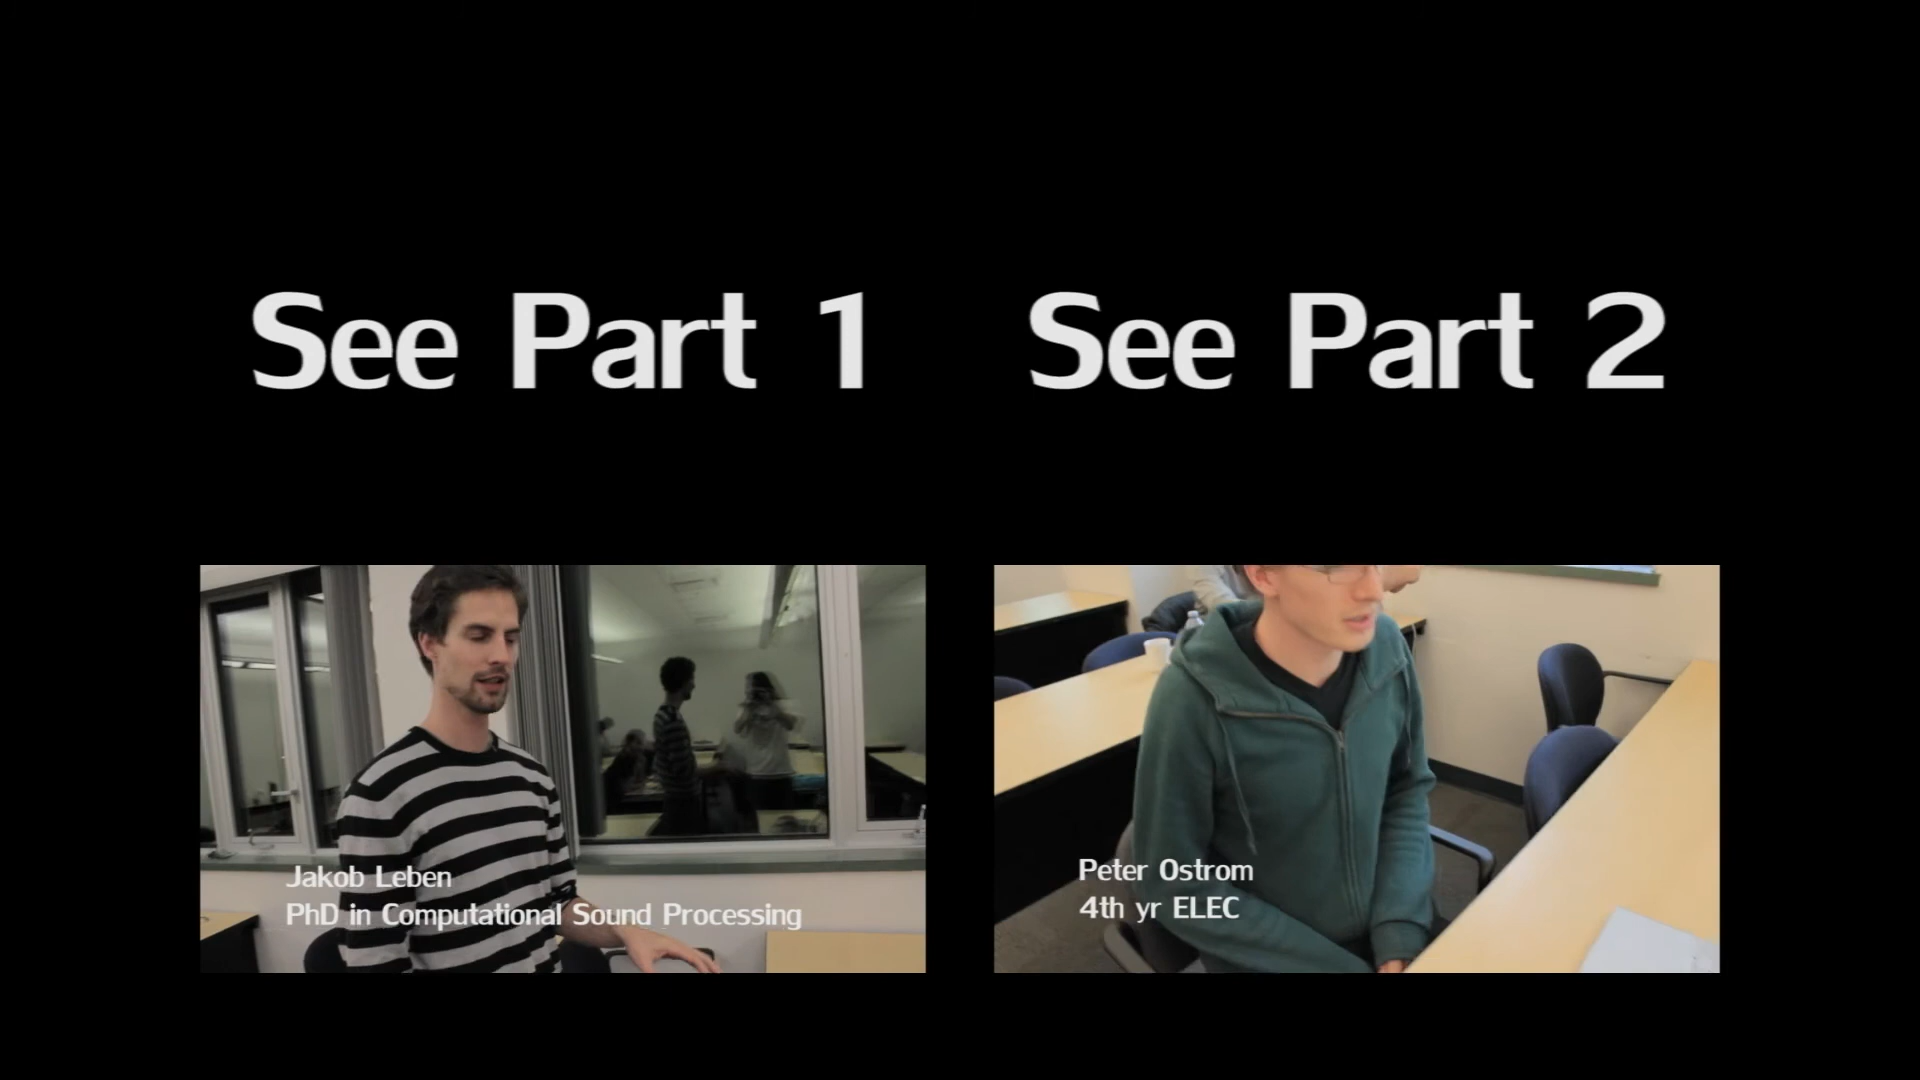 See Part 1
See Part 2
Jakob Leben
PhD in Computational Sound Processing
Peter Ostrom
4th yr ELEC